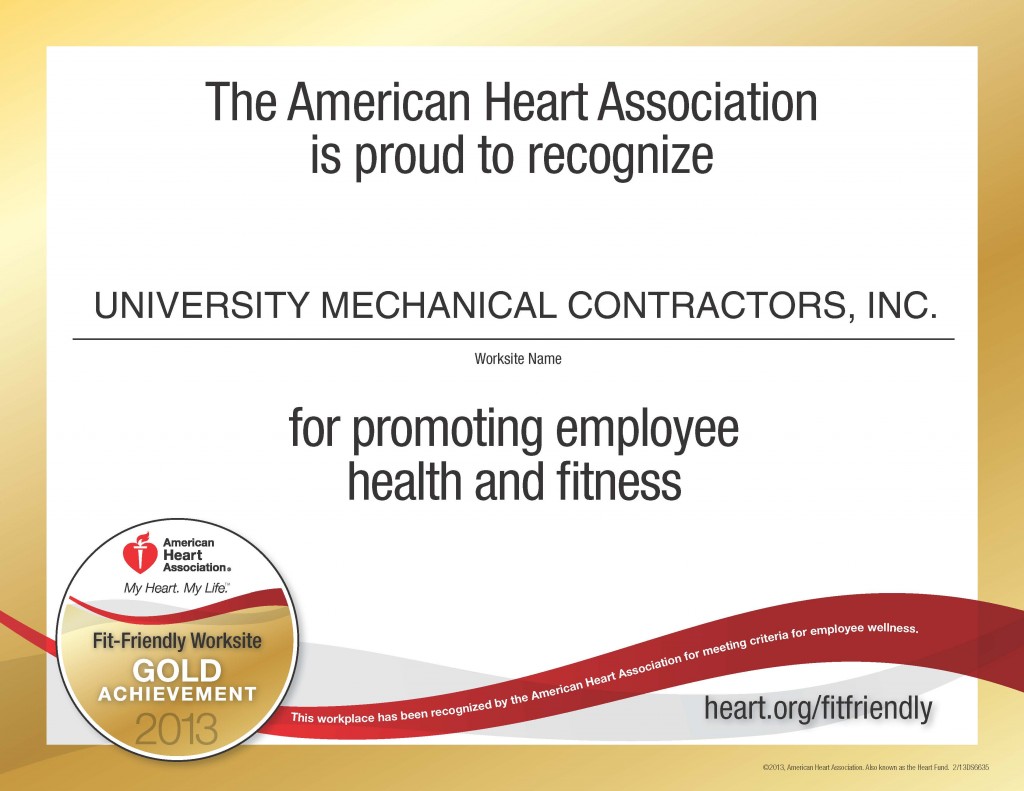 The American Heart Association
is proud to recognize
UNIVERSITY MECHANICAL CONTRACTORS, INC.
Worksite Name
for promoting employee
health and fitness
American
Heart
Association®
My Heart. My Life.™
Fit-Friendly Worksite
GOLD
ACHIEVEMENT
2013
This workplace has been recognized by the American Heart Association for meeting criteria for employee wellness.
heart.org/fitfriendly
©2013, American Heart Association. Also known as the Heart Fund. 2/13DS6635